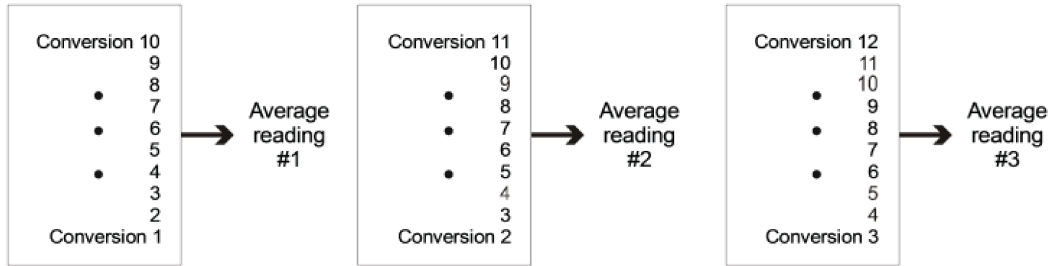 Conversion 10
9
8
7
6
5
4
3
2
Conversion 1
Average
reading
#1
Conversion 11
10
9
8
7
6
5
4
3
Conversion 2
Average
reading
#2
Conversion 12
11
10
9
8
7
6
5
4
Conversion 3
Average
reading
#3